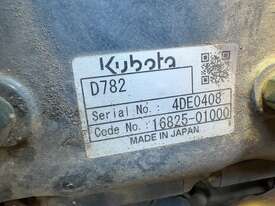 Kubota
D782
Serial No.: 4DE0408
Code No.: 16825-01000
MADE IN JAPAN